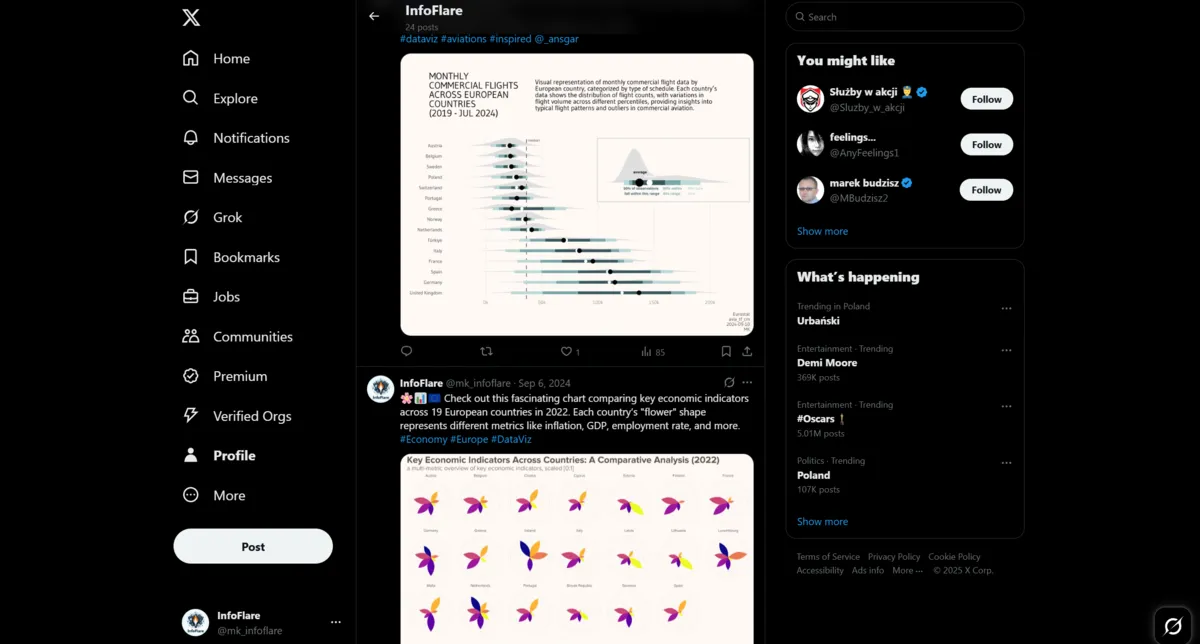 Home
Explore
Notifications
Messages
Grok
Bookmarks
Jobs
Communities
Premium
Verified Orgs
Profile
More
Post
InfoFlare
@mk_infoflare
InfoFlare
24 posts
#dataviz #aviations #inspired @_ansgar
MONTHLY
COMMERCIAL FLIGHTS
ACROSS EUROPEAN
COUNTRIES
(2019 - JUL 2024)
Visual representation of monthly commercial flight data by
European country, categorized by type of schedule. Each country's
data shows the distribution of flight counts, with variations in
flight volume across different percentiles, providing insights into
typical flight patterns and outliers in commercial aviation.
average
Austria
Belgium
Sweden
Poland
Switzerland
Portugal
Greece
Norway
Netherlands
Türkiye
Italy
France
Spain
Germany
United Kingdom
50k
100k
150k
200k
Eurostat
1
85
InfoFlare @mk_infoflare · Sep 6, 2024
Check out this fascinating chart comparing key economic indicators
across 19 European countries in 2022. Each country's "flower" shape
represents different metrics like inflation, GDP, employment rate, and more.
#Economy #Europe #DataViz
Key Economic Indicators Across Countries: A Comparative Analysis (2022)
a multi-metric overview of key economic indicators, scaled [0,1]
Austria Belgium Croatia Cyprus Estonia Finland France
Germany Greece Ireland Italy Latvia Lithuania Luxembourg
Malta Netherlands Portugal Slovak Republic Slovenia Spain
Search
You might like
Służby w akcji
@Sluzby_w_akcji
Follow
feelings...
@AnyFeelings1
Follow
marek budzisz
@MBudzisz2
Follow
Show more
What's happening
Trending in Poland
Urbański
Entertainment · Trending
Demi Moore
369K posts
Entertainment · Trending
#Oscars
5.01M posts
Politics · Trending
Poland
107K posts
Show more
Terms of Service Privacy Policy Cookie Policy
Accessibility Ads info More ··· © 2025 X Corp.